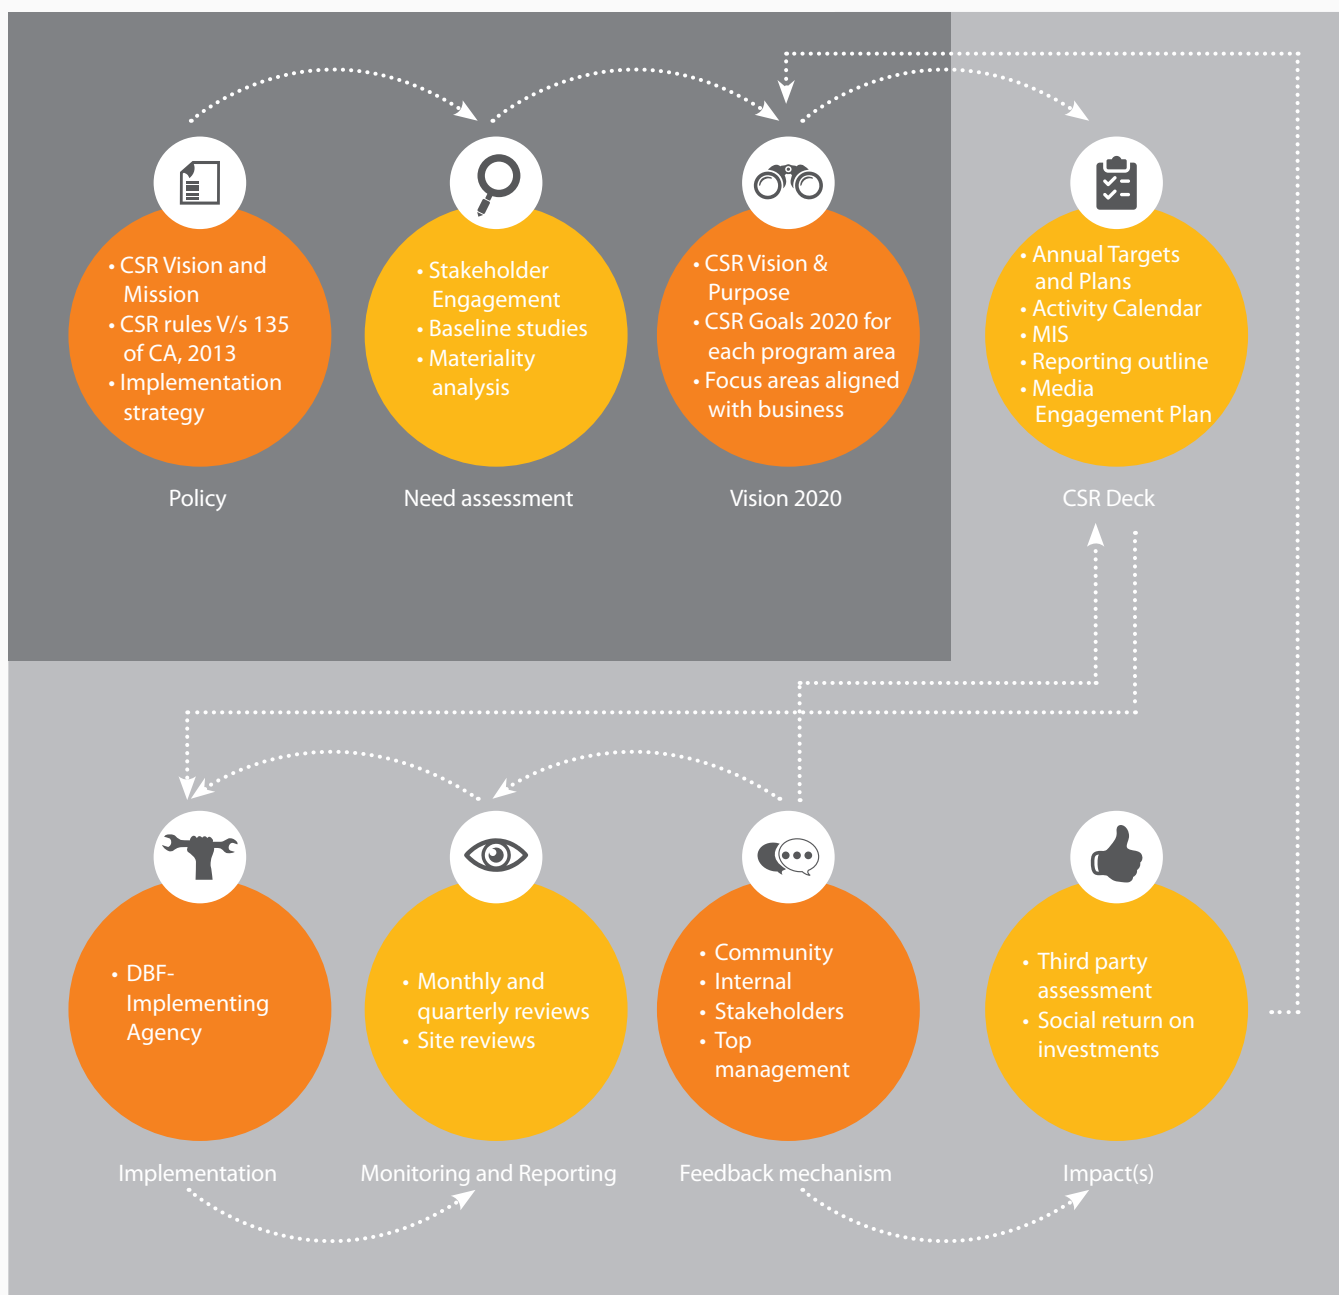 • CSR Vision and
Mission
• CSR rules V/s 135
of CA, 2013
• Implementation
strategy
Policy
• Stakeholder
Engagement
• Baseline studies
• Materiality
analysis
Need assessment
• CSR Vision &
Purpose
• CSR Goals 2020 for
each program area
• Focus areas aligned
with business
Vision 2020
• Annual Targets
and Plans
• Activity Calendar
• MIS
• Reporting outline
• Media
Engagement Plan
CSR Deck
• DBF-
Implementing
Agency
Implementation
• Monthly and
quarterly reviews
• Site reviews
Monitoring and Reporting
• Community
• Internal
• Stakeholders
• Top
management
Feedback mechanism
• Third party
assessment
• Social return on
investments
Impact(s)